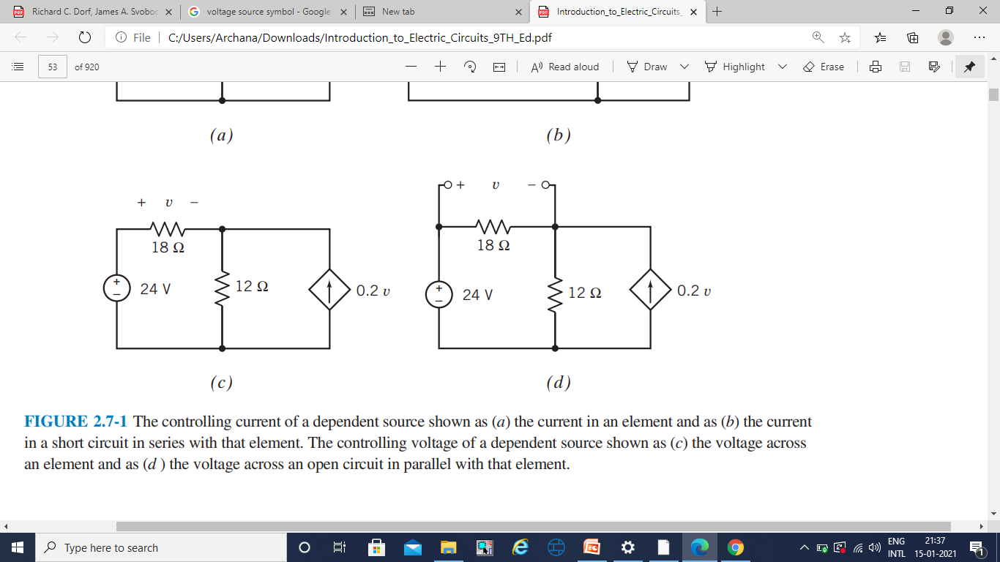 Richard C. Dorf, James A. Svobod
voltage source symbol - Google
New tab
Introduction_to_Electric_Circuits_
File
C:/Users/Archana/Downloads/Introduction_to_Electric_Circuits_9TH_Ed.pdf
53 of 920
Read aloud
Draw
Highlight
Erase
(a)
(b)
+ v −
18 Ω
24 V
12 Ω
0.2 v
(c)
+ v −
18 Ω
24 V
12 Ω
0.2 v
(d)
FIGURE 2.7-1 The controlling current of a dependent source shown as (a) the current in an element and as (b) the current
in a short circuit in series with that element. The controlling voltage of a dependent source shown as (c) the voltage across
an element and as (d ) the voltage across an open circuit in parallel with that element.
Type here to search
ENG
INTL
21:37
15-01-2021
1